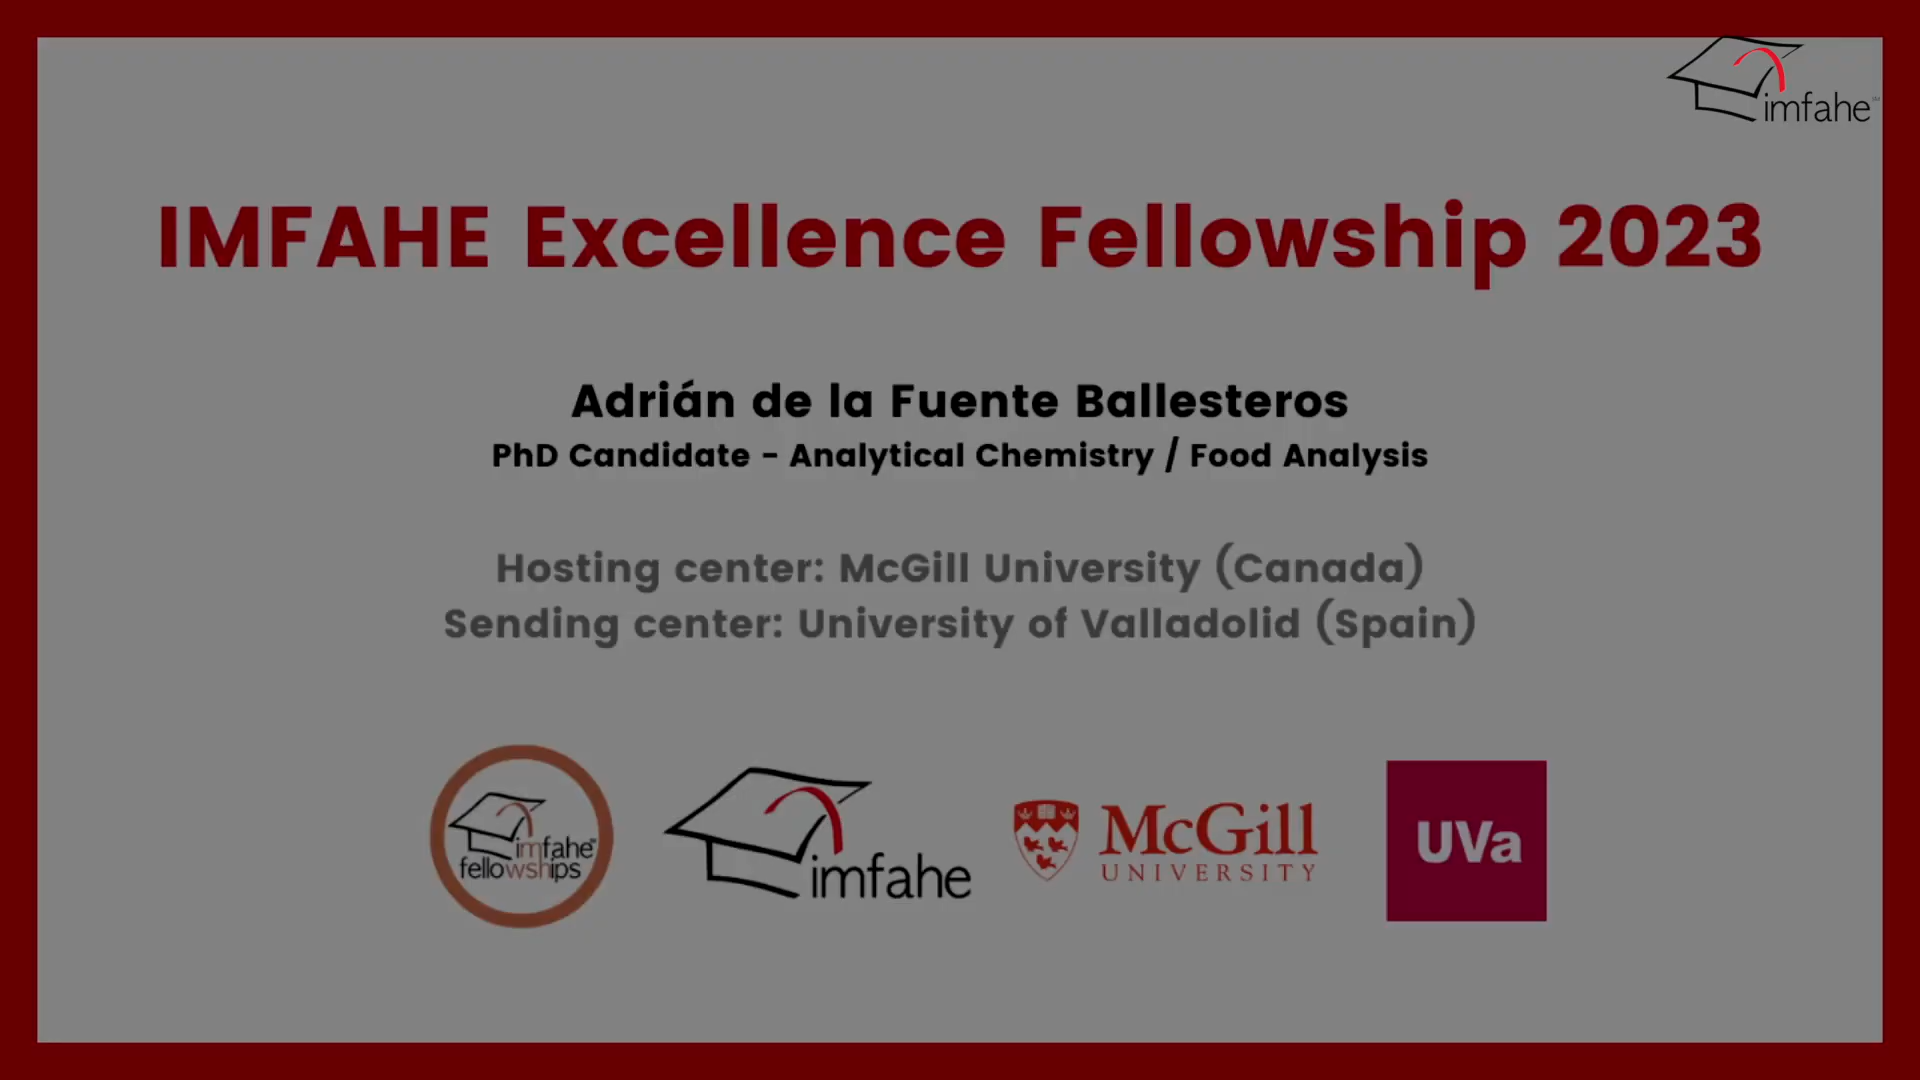 imfahe
IMFAHE Excellence Fellowship 2023
Adrián de la Fuente Ballesteros
PhD Candidate - Analytical Chemistry / Food Analysis
Hosting center: McGill University (Canada)
Sending center: University of Valladolid (Spain)
imfahe
fellowships
imfahe
McGill
UNIVERSITY
UVa